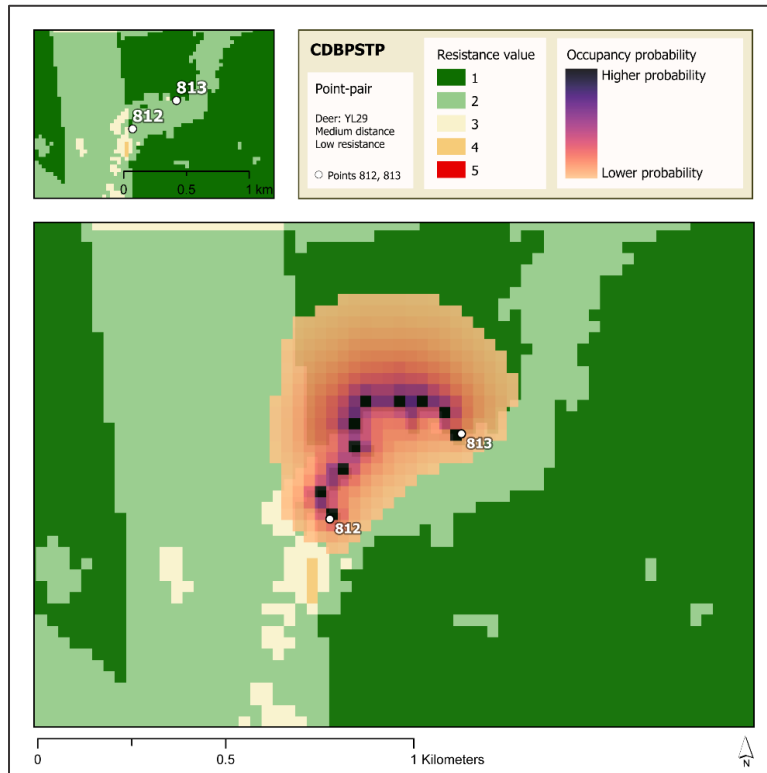 813
812
0
0.5
1 km
CDBPSTP
Point-pair
Deer: YL29
Medium distance
Low resistance
Points 812, 813
Resistance value
1
2
3
4
5
Occupancy probability
Higher probability
Lower probability
813
812
0
0.5
1 Kilometers
N